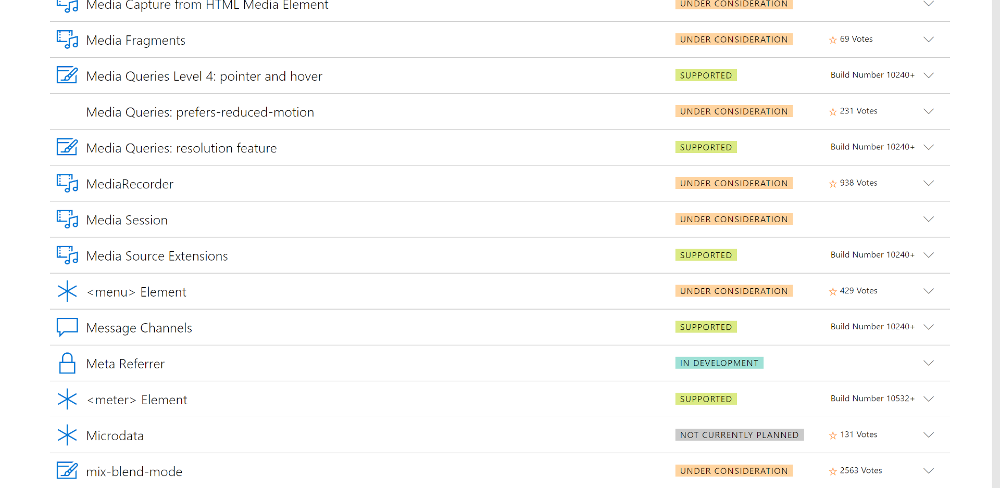 Media Capture from HTML Media Element UNDER CONSIDERATION
Media Fragments UNDER CONSIDERATION 69 Votes
Media Queries Level 4: pointer and hover SUPPORTED Build Number 10240+
Media Queries: prefers-reduced-motion UNDER CONSIDERATION 231 Votes
Media Queries: resolution feature SUPPORTED Build Number 10240+
MediaRecorder UNDER CONSIDERATION 938 Votes
Media Session UNDER CONSIDERATION
Media Source Extensions SUPPORTED Build Number 10240+
<menu> Element UNDER CONSIDERATION 429 Votes
Message Channels SUPPORTED Build Number 10240+
Meta Referrer IN DEVELOPMENT
<meter> Element SUPPORTED Build Number 10532+
Microdata NOT CURRENTLY PLANNED 131 Votes
mix-blend-mode UNDER CONSIDERATION 2563 Votes